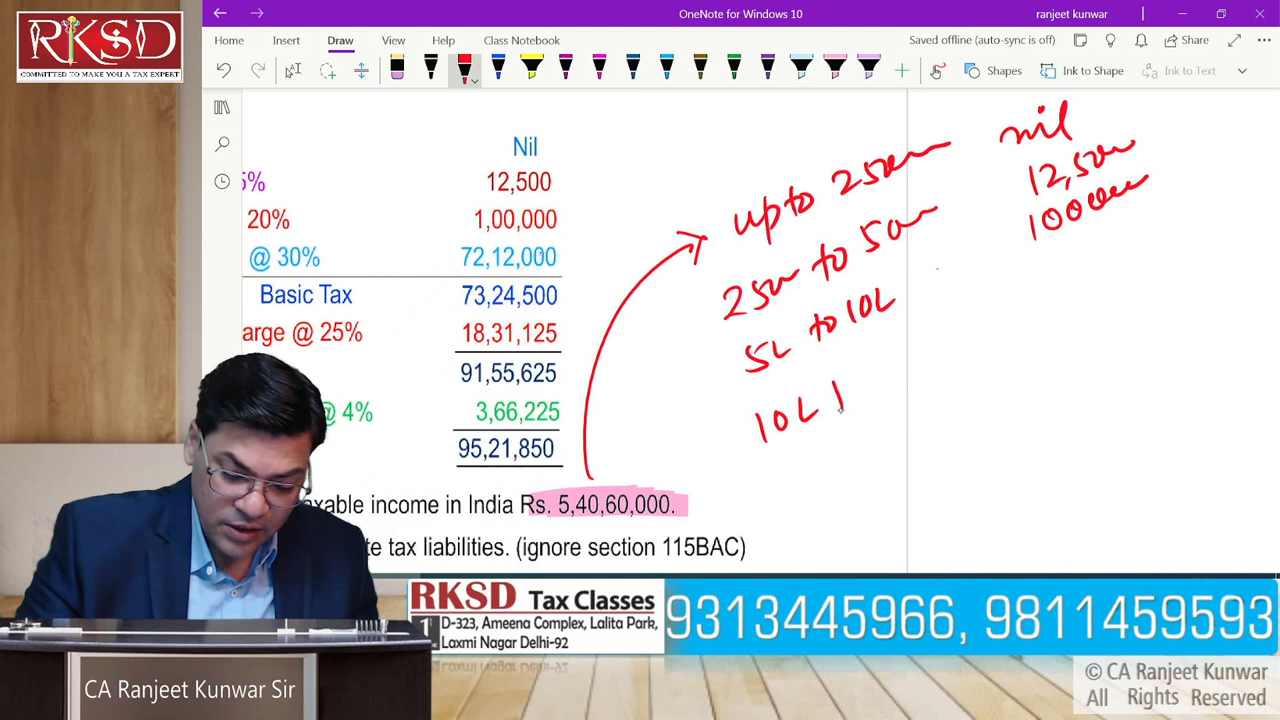 RKSD
COMMITTED TO MAKE YOU A TAX EXPERT
OneNote for Windows 10
ranjeet kunwar
Home Insert Draw View Help Class Notebook
Saved offline (auto-sync is off)
Share
Shapes
Ink to Shape
Ink to Text
Nil
5% 12,500
20% 1,00,000
@ 30% 72,12,000
Basic Tax 73,24,500
arge @ 25% 18,31,125
91,55,625
@ 4% 3,66,225
95,21,850
axable income in India Rs. 5,40,60,000.
te tax liabilities. (ignore section 115BAC)
upto 250000 nil
250 to 500 12,500
5L to 10L 100000
10L
RKSD Tax Classes
D-323, Ameena Complex, Lalita Park,
Laxmi Nagar Delhi-92
9313445966, 9811459593
CA Ranjeet Kunwar Sir
© CA Ranjeet Kunwar
All Rights Reserved